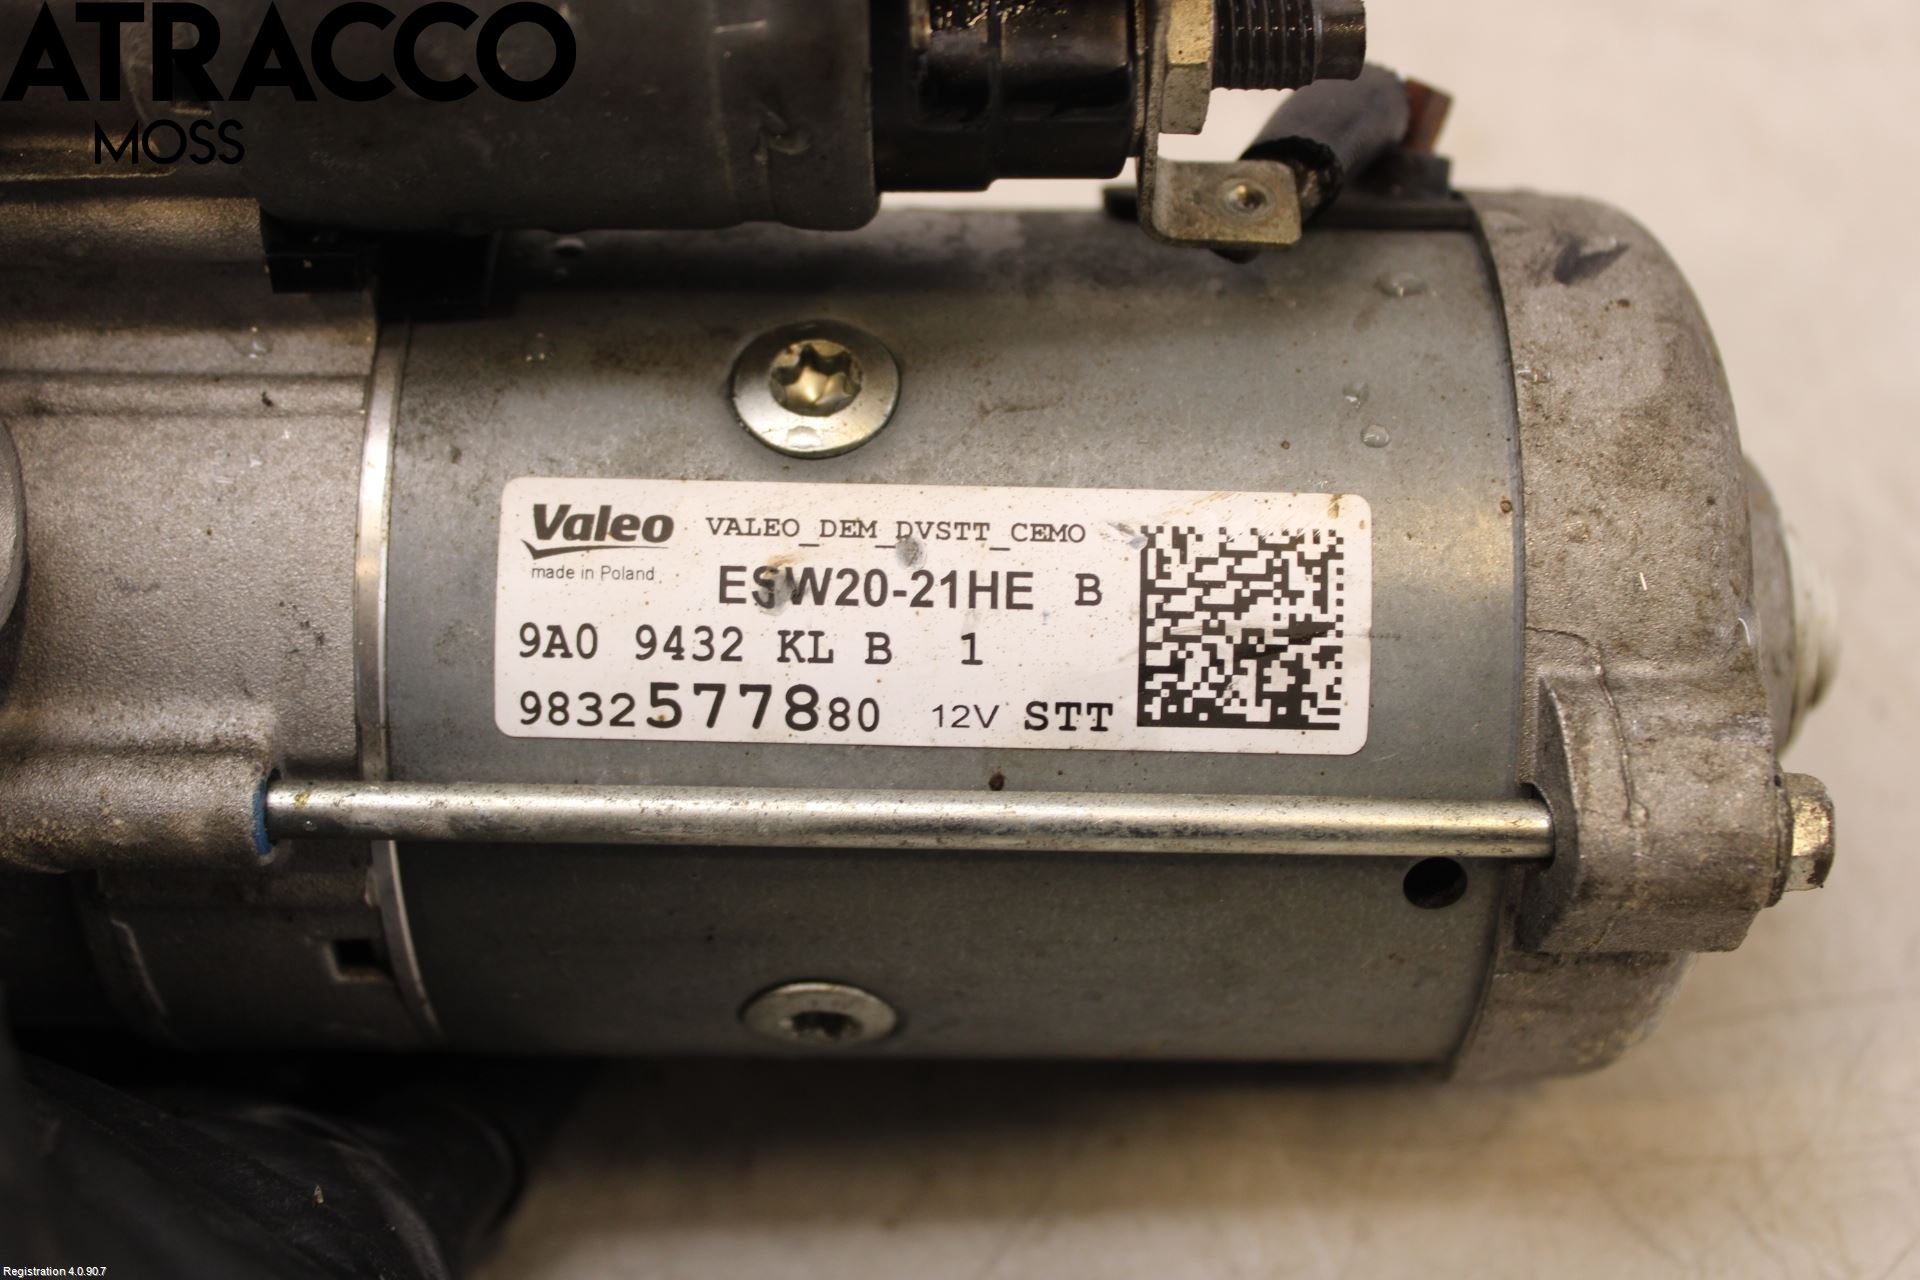 ATRACCO
MOSS
Valeo VALEO_DEM_DVSTT_CEMO
made in Poland ESW20-21HE B
9A0 9432 KL B 1
9832577880 12V STT
Registration 4.0.90.7